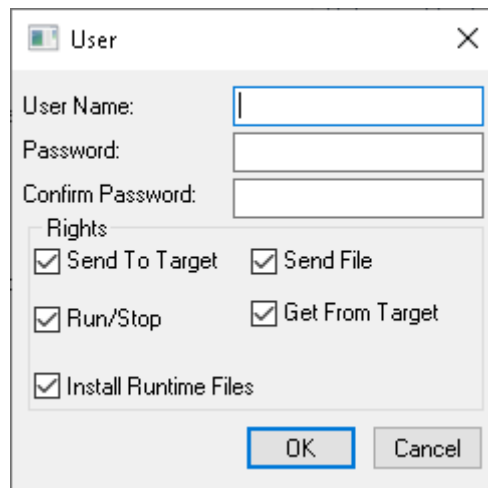 User
User Name:
Password:
Confirm Password:
Rights
Send To Target Send File
Run/Stop Get From Target
Install Runtime Files
OK Cancel